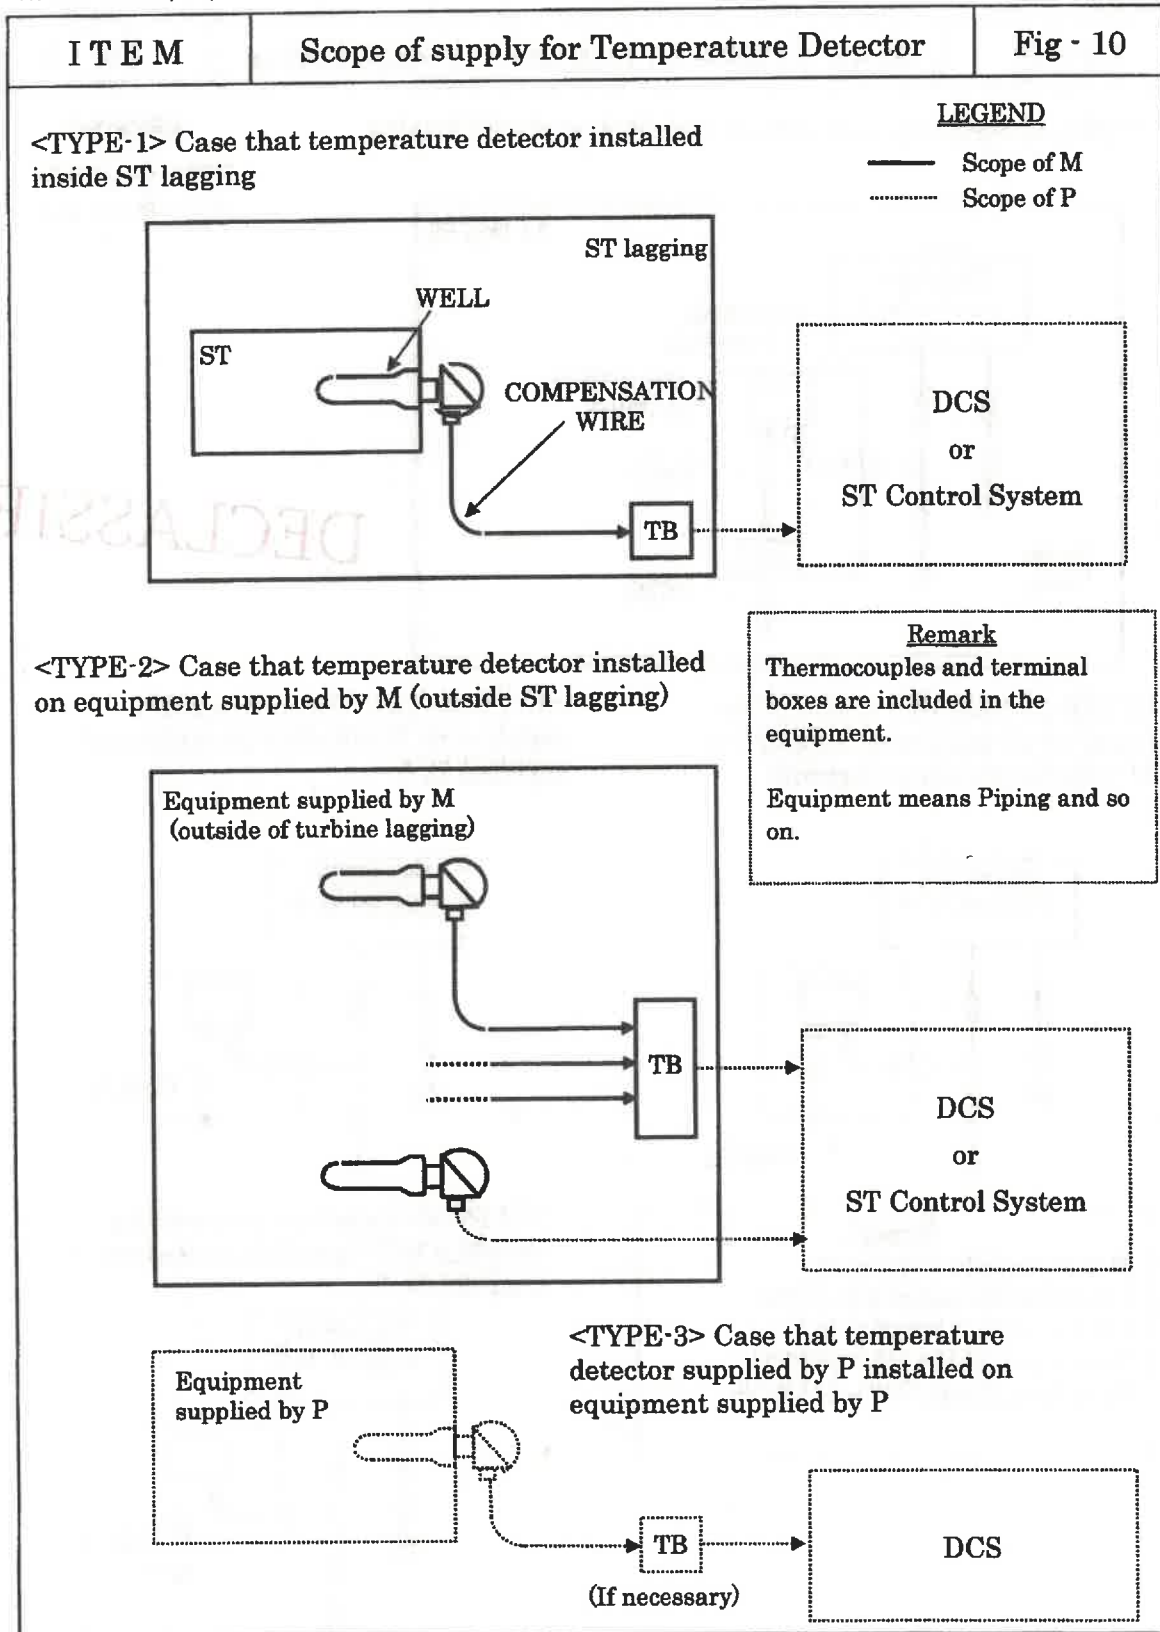 ITEM
Scope of supply for Temperature Detector
Fig - 10
LEGEND
Scope of M
Scope of P
<TYPE-1> Case that temperature detector installed
inside ST lagging
ST lagging
WELL
ST
COMPENSATION
WIRE
TB
DCS
or
ST Control System
<TYPE-2> Case that temperature detector installed
on equipment supplied by M (outside ST lagging)
Remark
Thermocouples and terminal
boxes are included in the
equipment.
Equipment means Piping and so
on.
Equipment supplied by M
(outside of turbine lagging)
TB
DCS
or
ST Control System
<TYPE-3> Case that temperature
detector supplied by P installed on
equipment supplied by P
Equipment
supplied by P
TB
(If necessary)
DCS